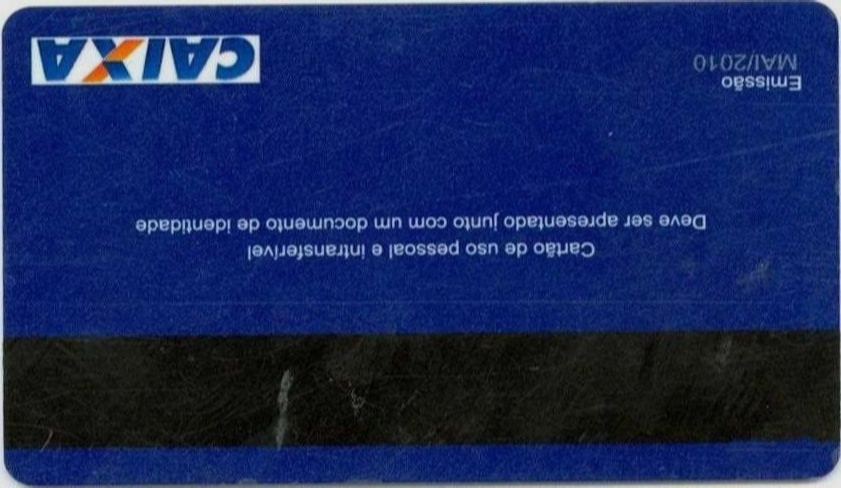 Cartão de uso pessoal e intransferível
Deve ser apresentado junto com um documento de identidade
Emissão
MAI/2010
CAIXA